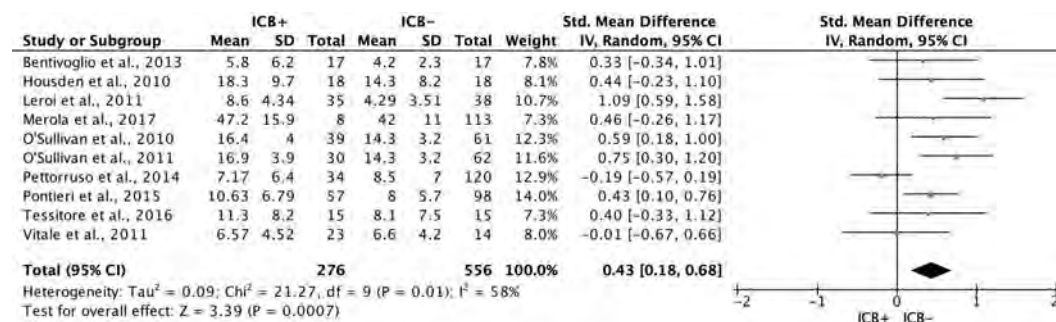 ICB+ ICB− Std. Mean Difference Std. Mean Difference
Study or Subgroup Mean SD Total Mean SD Total Weight IV, Random, 95% CI IV, Random, 95% CI
Bentivoglio et al., 2013 5.8 6.2 17 4.2 2.3 17 7.8% 0.33 [-0.34, 1.01]
Housden et al., 2010 18.3 9.7 18 14.3 8.2 18 8.1% 0.44 [-0.23, 1.10]
Leroi et al., 2011 8.6 4.34 35 4.29 3.51 38 10.7% 1.09 [0.59, 1.58]
Merola et al., 2017 47.2 15.9 8 42 11 113 7.3% 0.46 [-0.26, 1.17]
O'Sullivan et al., 2010 16.4 4 39 14.3 3.2 61 12.3% 0.59 [0.18, 1.00]
O'Sullivan et al., 2011 16.9 3.9 30 14.3 3.2 62 11.6% 0.75 [0.30, 1.20]
Pettorruso et al., 2014 7.17 6.4 34 8.5 7 120 12.9% -0.19 [-0.57, 0.19]
Pontieri et al., 2015 10.63 6.79 57 8 5.7 98 14.0% 0.43 [0.10, 0.76]
Tessitore et al., 2016 11.3 8.2 15 8.1 7.5 15 7.3% 0.40 [-0.33, 1.12]
Vitale et al., 2011 6.57 4.52 23 6.6 4.2 14 8.0% -0.01 [-0.67, 0.66]
Total (95% CI) 276 556 100.0% 0.43 [0.18, 0.68]
Heterogeneity: Tau² = 0.09; Chi² = 21.27, df = 9 (P = 0.01); I² = 58%
Test for overall effect: Z = 3.39 (P = 0.0007)
−2 −1 0 1 2
ICB+ ICB−